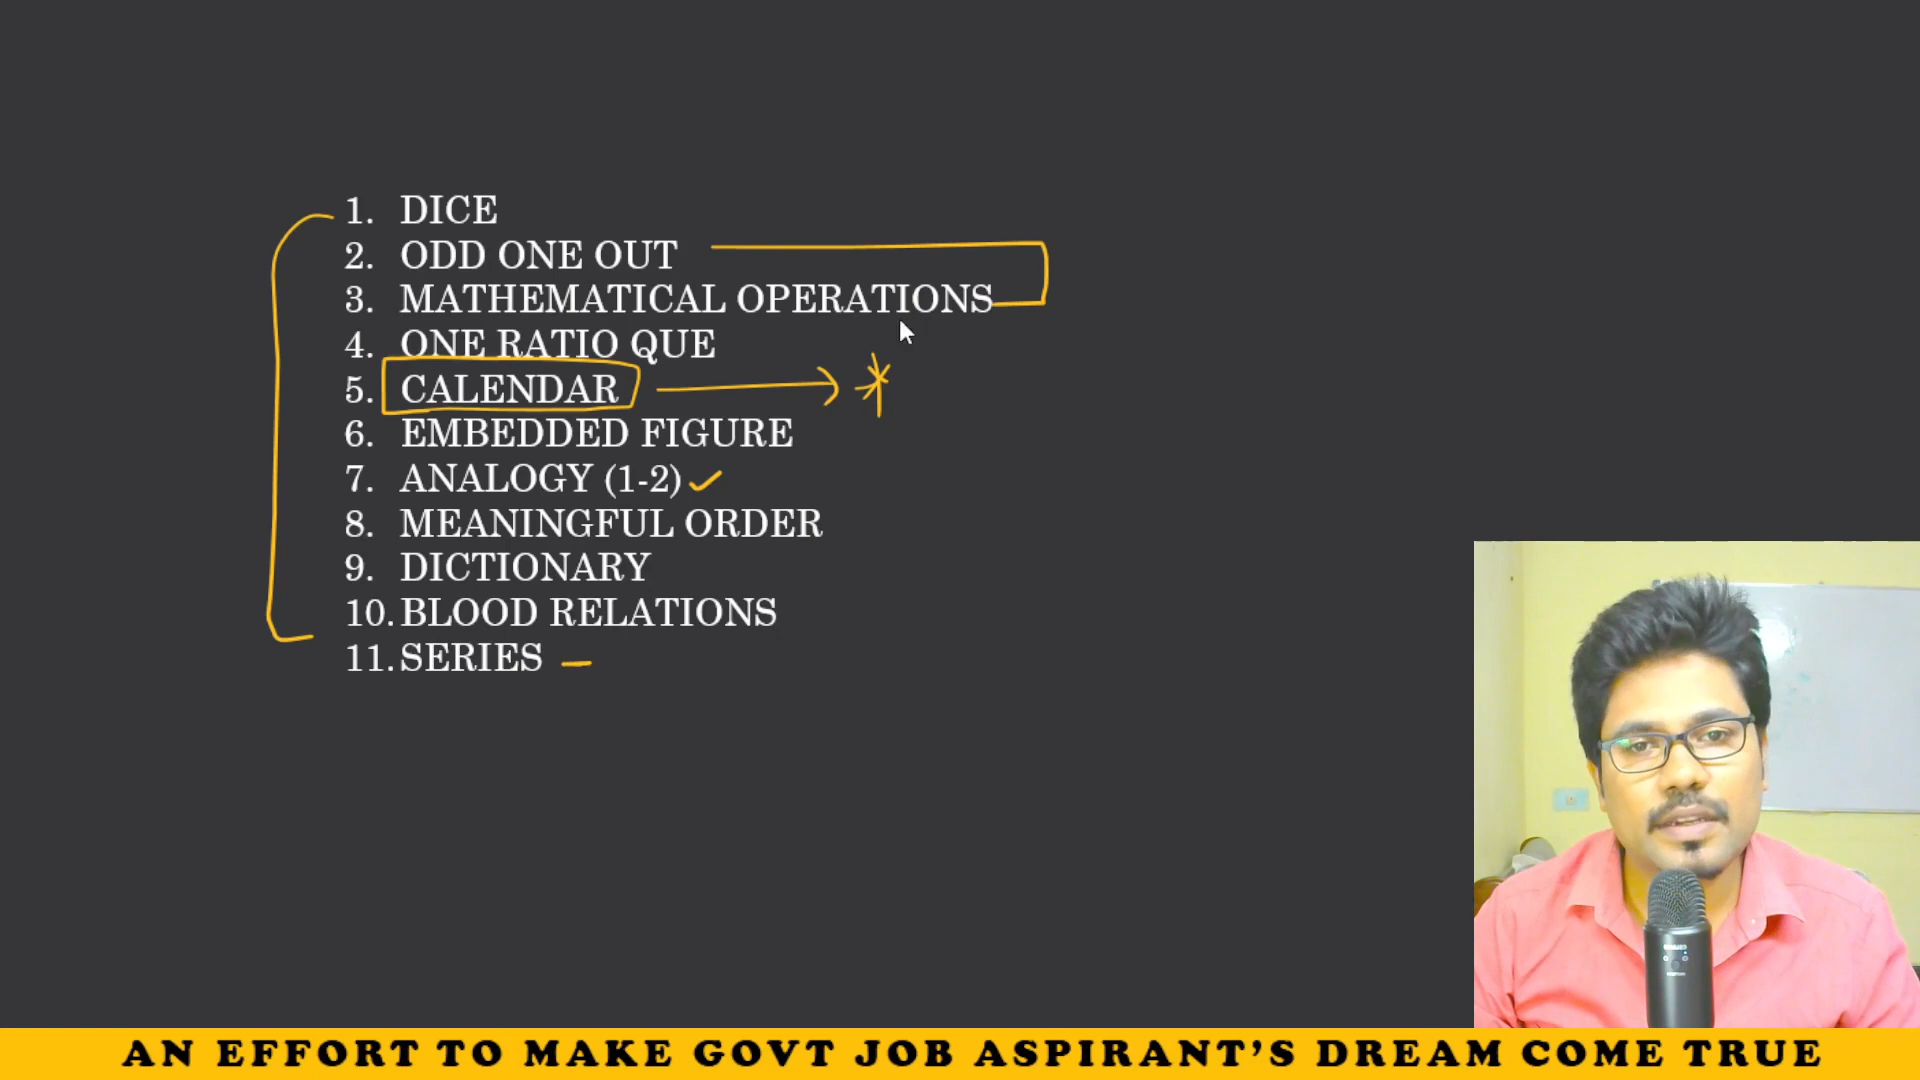 1. DICE
2. ODD ONE OUT
3. MATHEMATICAL OPERATIONS
4. ONE RATIO QUE
5. CALENDAR
6. EMBEDDED FIGURE
7. ANALOGY (1-2)
8. MEANINGFUL ORDER
9. DICTIONARY
10. BLOOD RELATIONS
11. SERIES
AN EFFORT TO MAKE GOVT JOB ASPIRANT’S DREAM COME TRUE